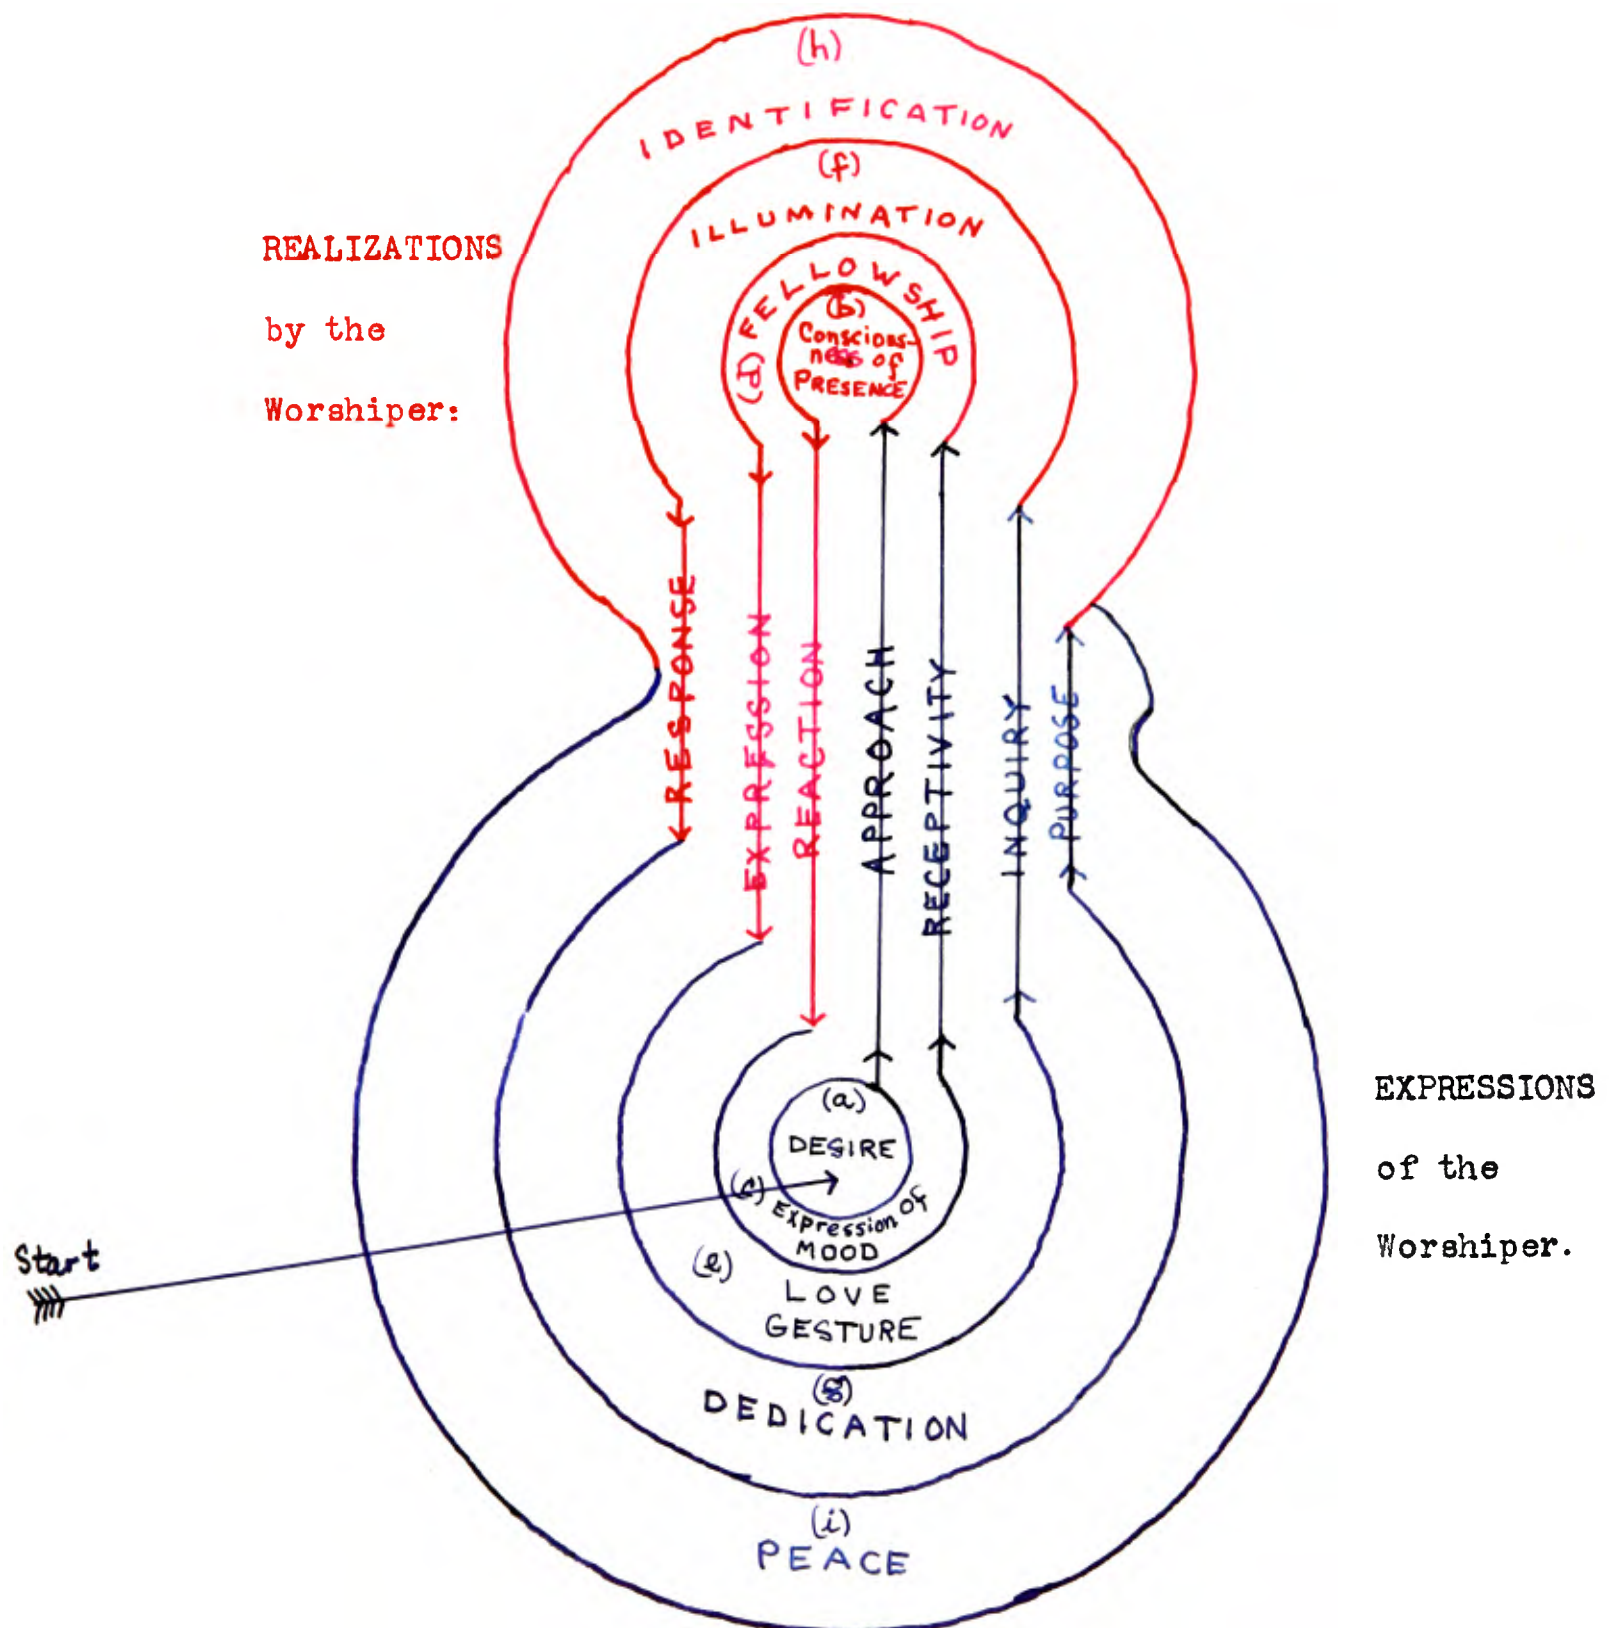 (h)
IDENTIFICATION
(f)
ILLUMINATION
REALIZATIONS
by the
Worshiper:
(d) FELLOWSHIP
(b)
Conscious-
ness of
PRESENCE
RESPONSE
EXPRESSION
REACTION
APPROACH
RECEPTIVITY
INQUIRY
PURPOSE
(a)
DESIRE
(c) Expression of
MOOD
(e)
LOVE
GESTURE
(g)
DEDICATION
(i)
PEACE
Start
EXPRESSIONS
of the
Worshiper.